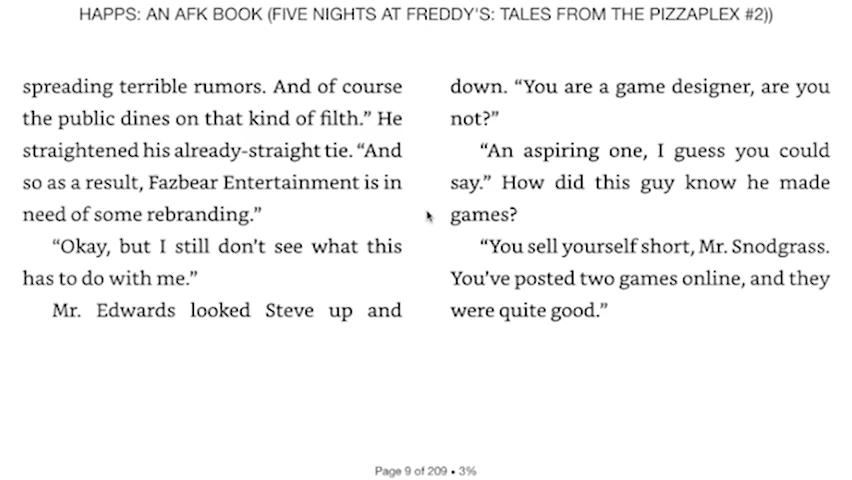 HAPPS: AN AFK BOOK (FIVE NIGHTS AT FREDDY'S: TALES FROM THE PIZZAPLEX #2))
spreading terrible rumors. And of course
the public dines on that kind of filth.” He
straightened his already-straight tie. “And
so as a result, Fazbear Entertainment is in
need of some rebranding.”
“Okay, but I still don’t see what this
has to do with me.”
Mr. Edwards looked Steve up and
down. “You are a game designer, are you
not?”
“An aspiring one, I guess you could
say.” How did this guy know he made
games?
“You sell yourself short, Mr. Snodgrass.
You’ve posted two games online, and they
were quite good.”
Page 9 of 209 • 3%